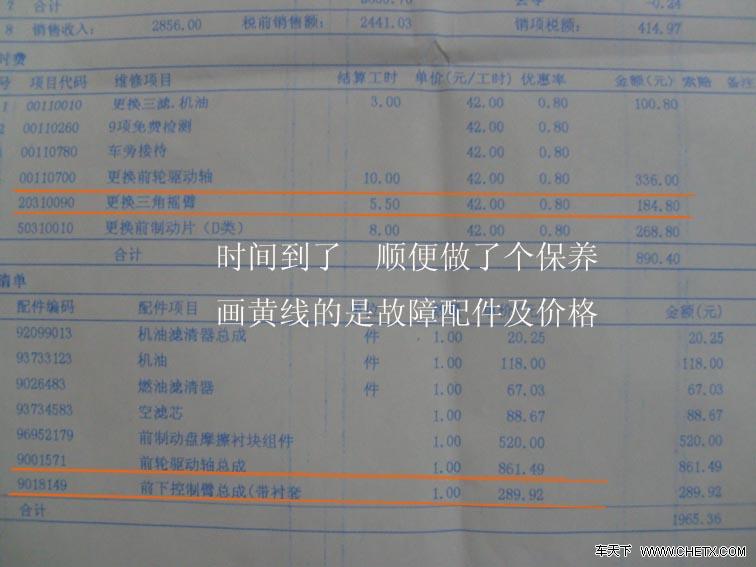 7 合计 -0.24
8 销售收入: 2856.00 税前销售额: 2441.03 销项税额: 414.97
时费
号 项目代码 维修项目 结算工时 单价(元/工时) 优惠率 金额(元) 索赔 备注
1 00110010 更换三滤.机油 3.00 42.00 0.80 100.80
2 00110260 9项免费检测 42.00 0.80
00110780 车旁接待 42.00 0.80
00110700 更换前轮驱动轴 10.00 42.00 0.80 336.00
20310090 更换三角摇臂 5.50 42.00 0.80 184.80
50310010 更换前制动片(D类) 8.00 42.00 0.80 268.80
合计 890.40
时间到了 顺便做了个保养
清单
画黄线的是故障配件及价格
配件编码 配件项目 金额(元)
92099013 机油滤清器总成 件 1.00 20.25 20.25
93733123 机油 件 1.00 118.00 118.00
9026483 燃油滤清器 件 1.00 67.03 67.03
93734583 空滤芯 1.00 88.67 88.67
96952179 前制动盘摩擦衬块组件 1.00 520.00 520.00
9001571 前轮驱动轴总成 1.00 861.49 861.49
9018149 前下控制臂总成(带衬套 1.00 289.92 289.92
合计 1965.36
车天下 WWW.CHETX.COM